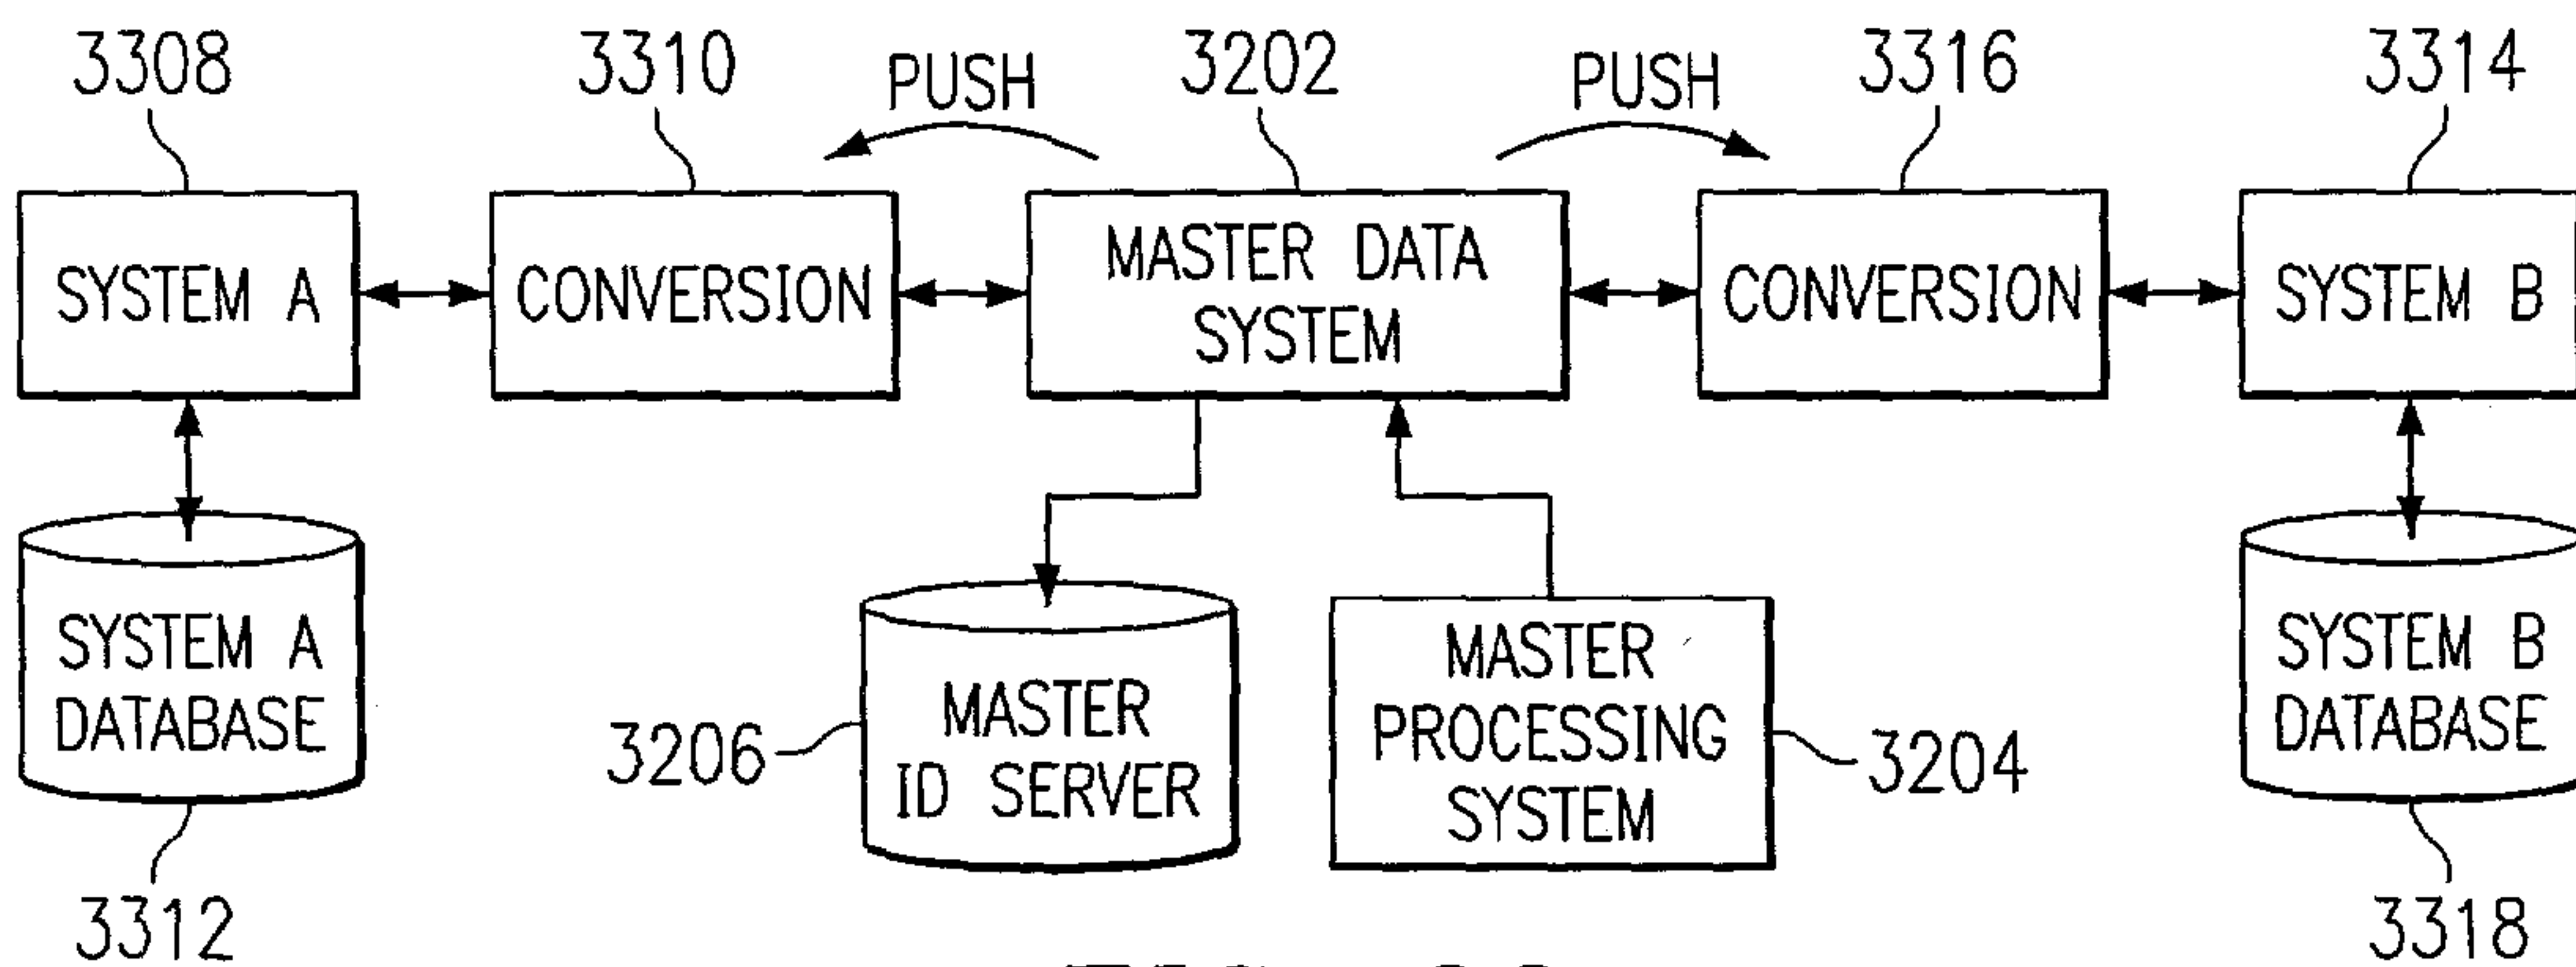 3308
3310
PUSH
3202
PUSH
3316
3314
SYSTEM A
CONVERSION
MASTER DATA
SYSTEM
CONVERSION
SYSTEM B
SYSTEM A
DATABASE
3206
MASTER
ID SERVER
MASTER
PROCESSING
SYSTEM
3204
SYSTEM B
DATABASE
3312
3318